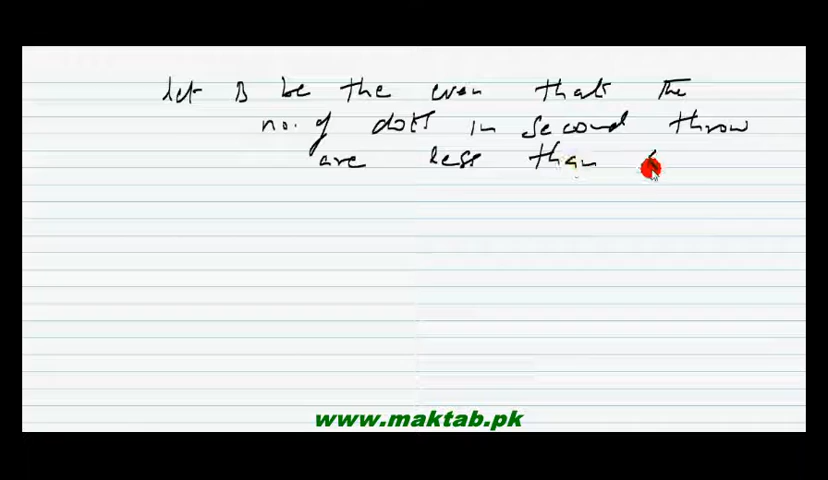 let B be the even that the
no. of dots in second throw
are less than
www.maktab.pk